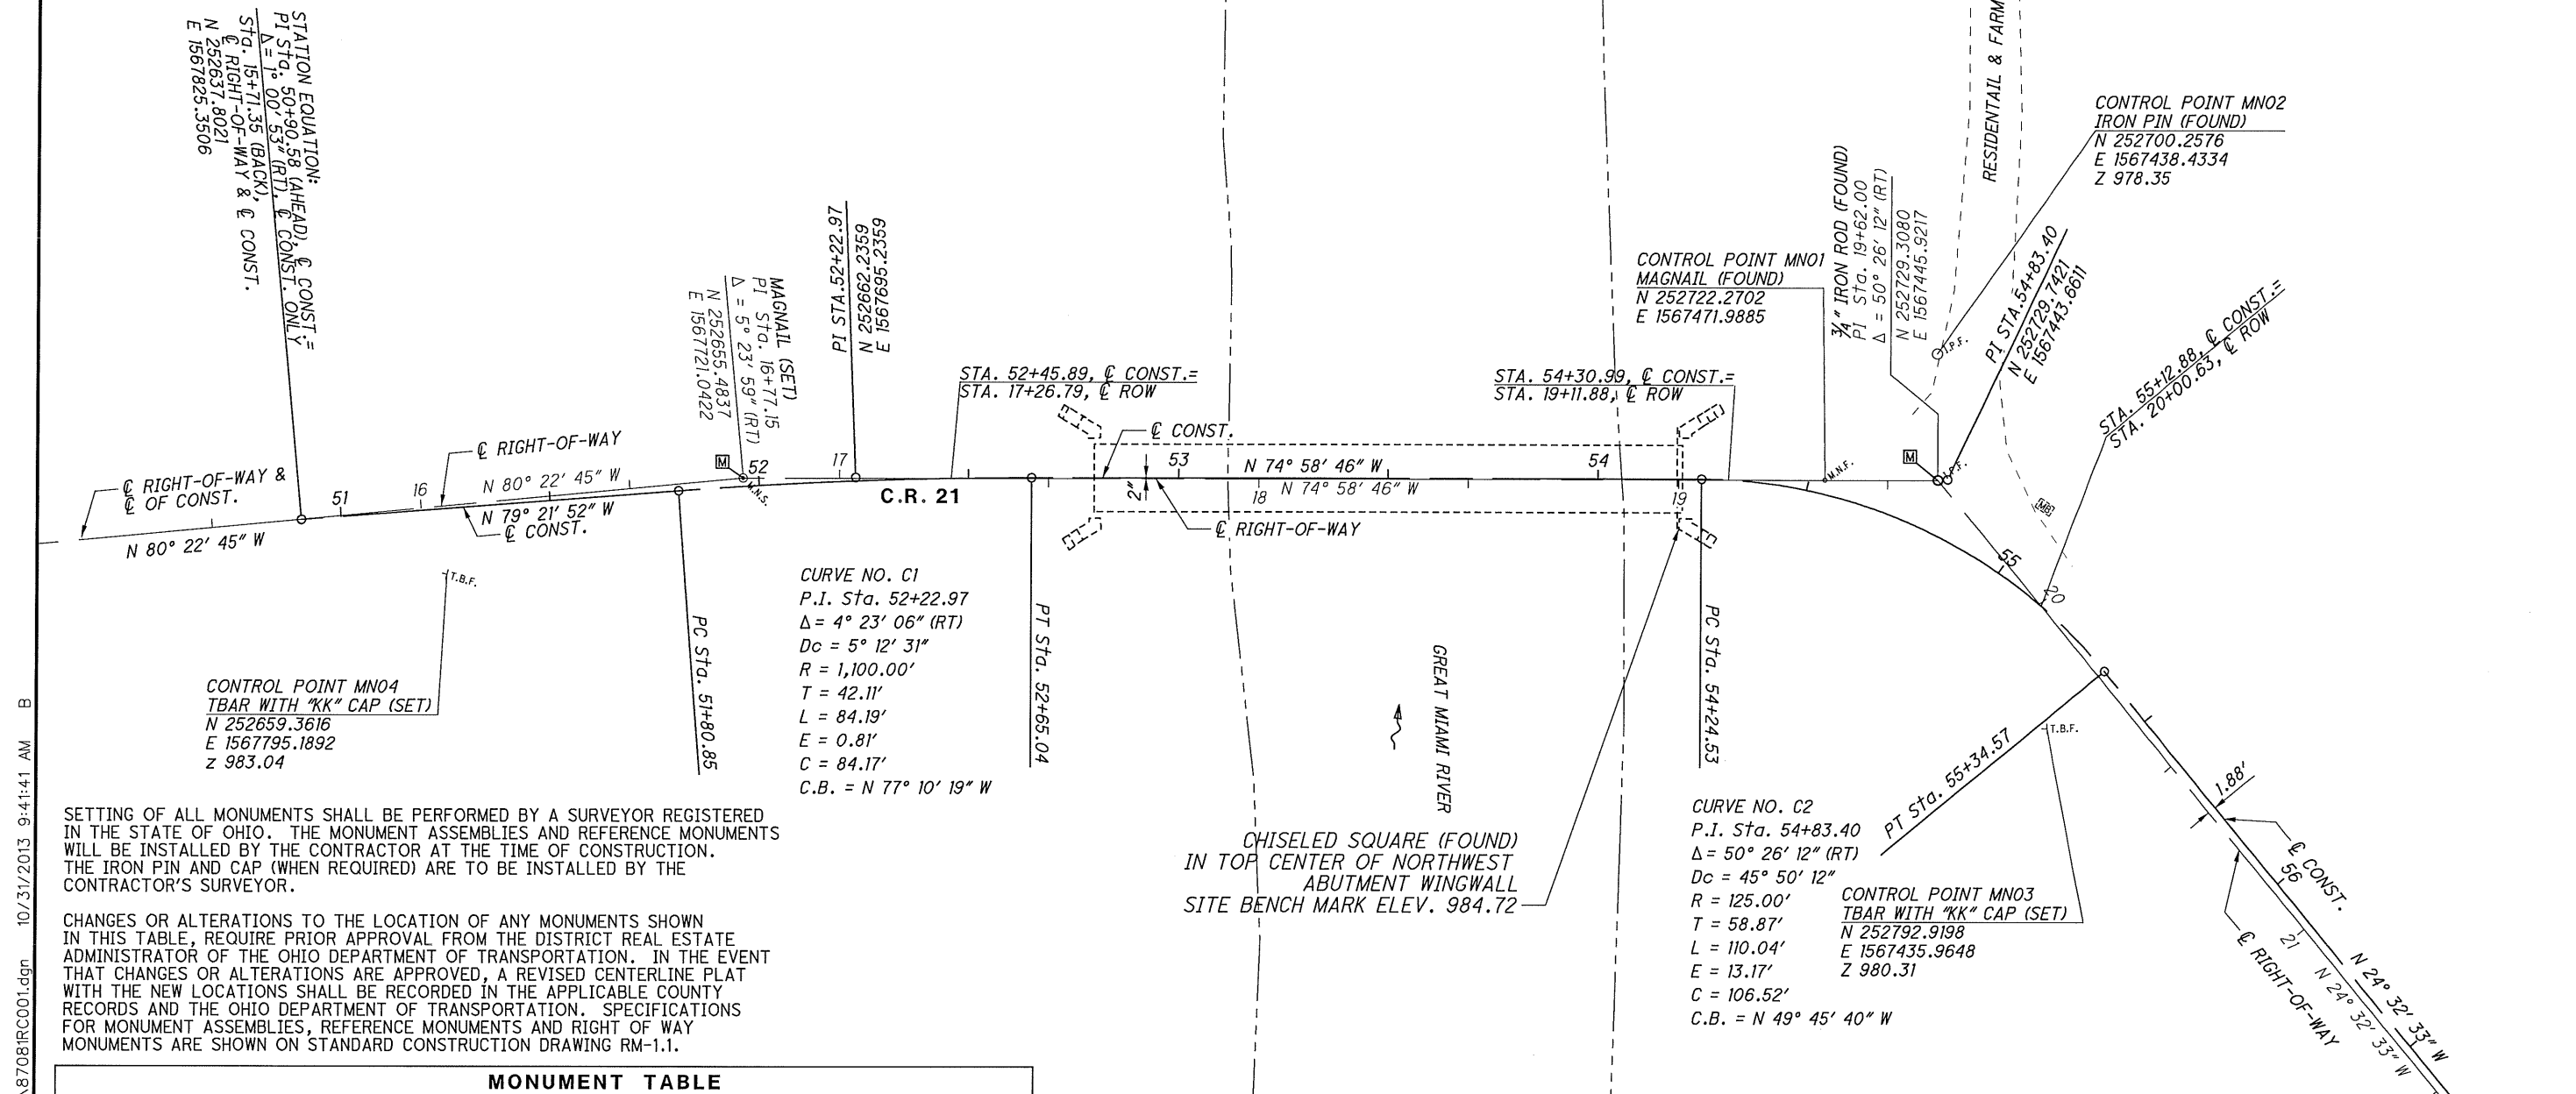 STATION EQUATION:
PI Sta. 50+90.58 (AHEAD), ℄ CONST.=
Δ = 1° 00' 53" (RT), ℄ CONST. ONLY
Sta. 15+71.35 (BACK),
℄ RIGHT-OF-WAY & ℄ CONST.
N 252637.8021
E 1567825.3506
MAGNAIL (SET)
PI Sta. 16+77.15
Δ = 5° 23' 59" (RT)
N 252655.4837
E 1567721.0422
PI STA.52+22.97
N 252662.2359
E 1567695.2359
STA. 52+45.89, ℄ CONST.=
STA. 17+26.79, ℄ ROW
STA. 54+30.99, ℄ CONST.=
STA. 19+11.88, ℄ ROW
CONTROL POINT MN01
MAGNAIL (FOUND)
N 252722.2702
E 1567471.9885
3/4" IRON ROD (FOUND)
PI Sta. 19+62.00
Δ = 50° 26' 12" (RT)
N 252729.3080
E 1567445.9217
RESIDENTAIL & FARM
CONTROL POINT MN02
IRON PIN (FOUND)
N 252700.2576
E 1567438.4334
Z 978.35
I.P.F.
PI STA.54+83.40
N 252729.7421
E 1567443.6611
STA. 55+12.88, ℄ CONST.=
STA. 20+00.63, ℄ ROW
℄ RIGHT-OF-WAY &
℄ OF CONST.
N 80° 22' 45" W
51
16
℄ RIGHT-OF-WAY
N 80° 22' 45" W
N 79° 21' 52" W
℄ CONST.
M
52
M.N.S.
17
C.R. 21
2"
℄ CONST.
53
N 74° 58' 46" W
54
18
N 74° 58' 46" W
19
℄ RIGHT-OF-WAY
M.N.F.
M
I.P.F.
MB
55
20
T.B.F.
CONTROL POINT MN04
TBAR WITH "KK" CAP (SET)
N 252659.3616
E 1567795.1892
z 983.04
PC Sta. 51+80.85
CURVE NO. C1
P.I. Sta. 52+22.97
Δ = 4° 23' 06" (RT)
Dc = 5° 12' 31"
R = 1,100.00'
T = 42.11'
L = 84.19'
E = 0.81'
C = 84.17'
C.B. = N 77° 10' 19" W
PT Sta. 52+65.04
GREAT MIAMI RIVER
CHISELED SQUARE (FOUND)
IN TOP CENTER OF NORTHWEST
ABUTMENT WINGWALL
SITE BENCH MARK ELEV. 984.72
PC Sta. 54+24.53
CURVE NO. C2
P.I. Sta. 54+83.40
Δ = 50° 26' 12" (RT)
Dc = 45° 50' 12"
R = 125.00'
T = 58.87'
L = 110.04'
E = 13.17'
C = 106.52'
C.B. = N 49° 45' 40" W
PT Sta. 55+34.57
T.B.F.
CONTROL POINT MN03
TBAR WITH "KK" CAP (SET)
N 252792.9198
E 1567435.9648
Z 980.31
1.88'
℄ CONST.
56
21
℄ RIGHT-OF-WAY
N 24° 32' 33" W
N 24° 32' 33" W
SETTING OF ALL MONUMENTS SHALL BE PERFORMED BY A SURVEYOR REGISTERED
IN THE STATE OF OHIO. THE MONUMENT ASSEMBLIES AND REFERENCE MONUMENTS
WILL BE INSTALLED BY THE CONTRACTOR AT THE TIME OF CONSTRUCTION.
THE IRON PIN AND CAP (WHEN REQUIRED) ARE TO BE INSTALLED BY THE
CONTRACTOR'S SURVEYOR.
CHANGES OR ALTERATIONS TO THE LOCATION OF ANY MONUMENTS SHOWN
IN THIS TABLE, REQUIRE PRIOR APPROVAL FROM THE DISTRICT REAL ESTATE
ADMINISTRATOR OF THE OHIO DEPARTMENT OF TRANSPORTATION. IN THE EVENT
THAT CHANGES OR ALTERATIONS ARE APPROVED, A REVISED CENTERLINE PLAT
WITH THE NEW LOCATIONS SHALL BE RECORDED IN THE APPLICABLE COUNTY
RECORDS AND THE OHIO DEPARTMENT OF TRANSPORTATION. SPECIFICATIONS
FOR MONUMENT ASSEMBLIES, REFERENCE MONUMENTS AND RIGHT OF WAY
MONUMENTS ARE SHOWN ON STANDARD CONSTRUCTION DRAWING RM-1.1.
MONUMENT TABLE
\87081RC001.dgn 10/31/2013 9:41:41 AM B